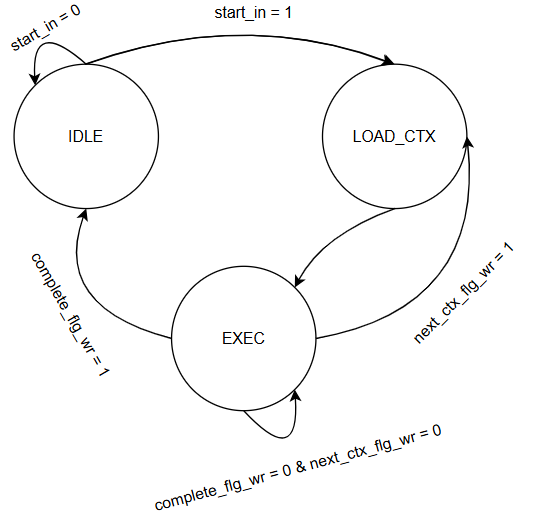 start_in = 0
start_in = 1
IDLE
LOAD_CTX
complete_flg_wr = 1
next_ctx_flg_wr = 1
EXEC
complete_flg_wr = 0 & next_ctx_flg_wr = 0